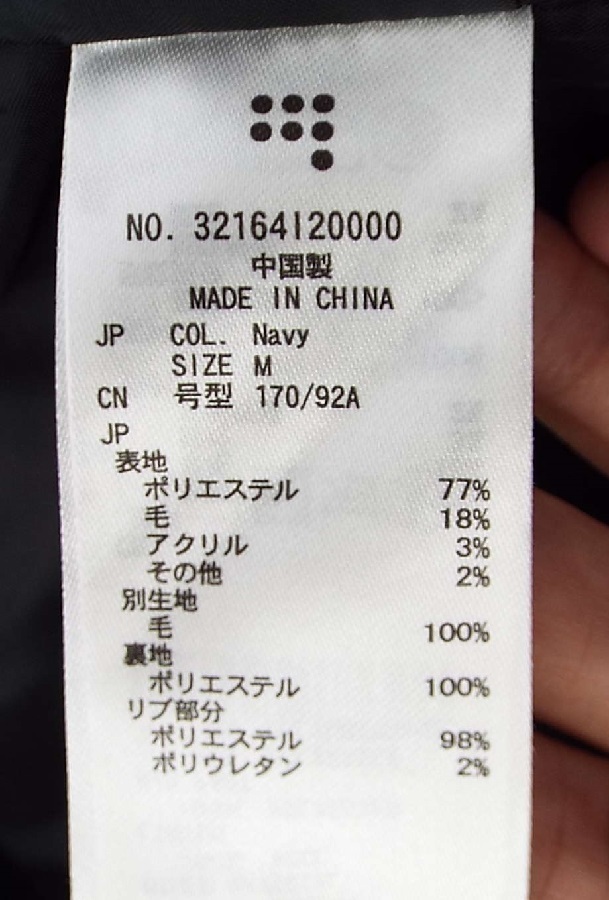 NO. 32164I20000
中国製
MADE IN CHINA
JP COL. Navy
SIZE M
CN 号型 170/92A
JP
表地
ポリエステル 77%
毛 18%
アクリル 3%
その他 2%
別生地
毛 100%
裏地
ポリエステル 100%
リブ部分
ポリエステル 98%
ポリウレタン 2%